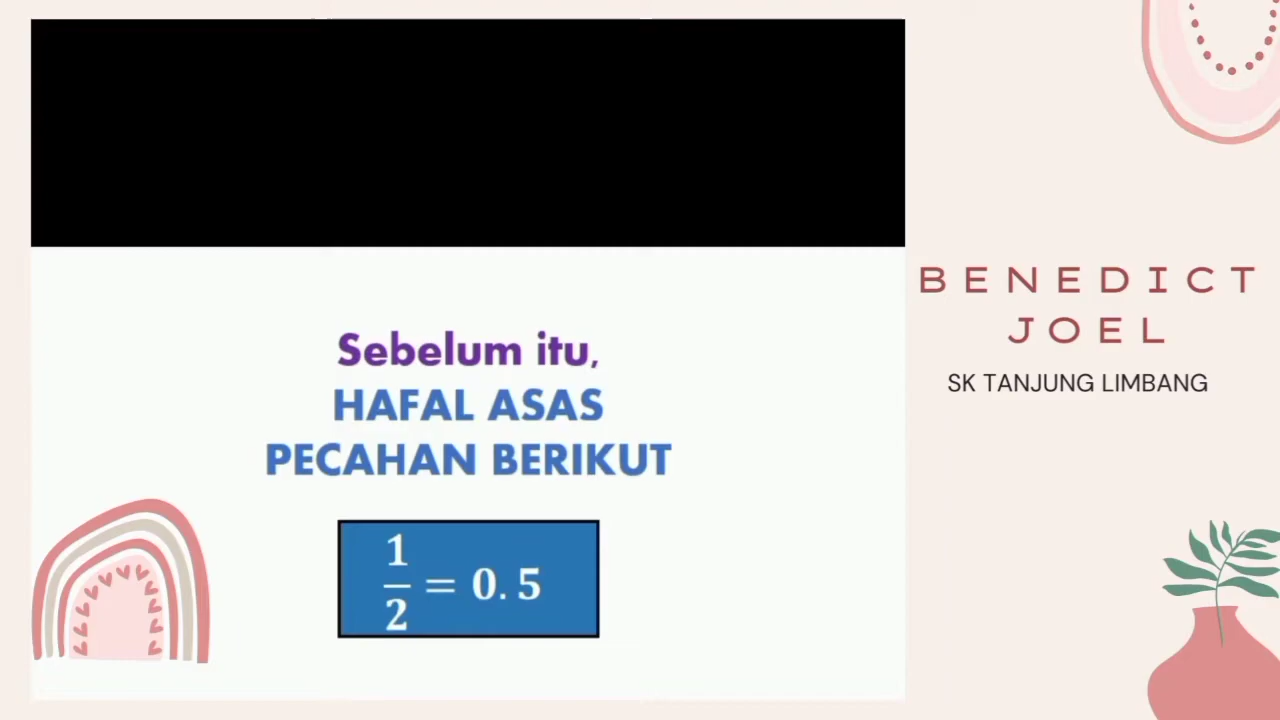 Sebelum itu,
HAFAL ASAS
PECAHAN BERIKUT
1/2 = 0.5
BENEDICT
JOEL
SK TANJUNG LIMBANG